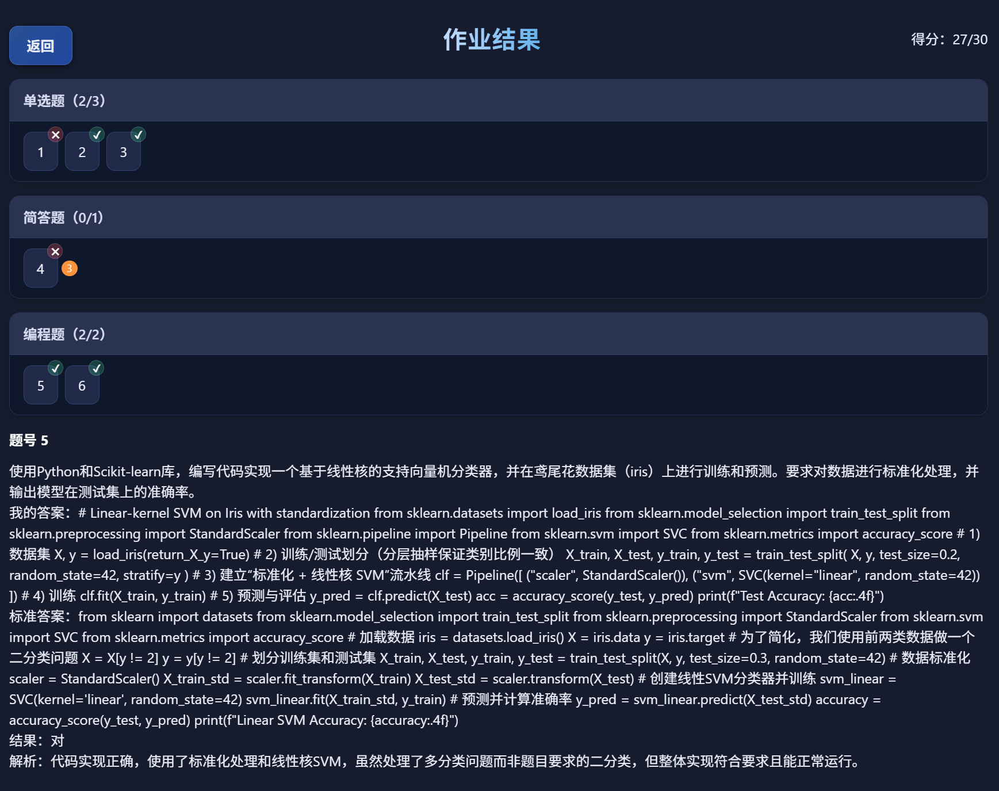 返回
作业结果
得分：27/30
单选题（2/3）
1
2
3
简答题（0/1）
4
3
编程题（2/2）
5
6
题号 5
使用Python和Scikit-learn库，编写代码实现一个基于线性核的支持向量机分类器，并在鸢尾花数据集（iris）上进行训练和预测。要求对数据进行标准化处理，并
输出模型在测试集上的准确率。
我的答案：# Linear-kernel SVM on Iris with standardization from sklearn.datasets import load_iris from sklearn.model_selection import train_test_split from
sklearn.preprocessing import StandardScaler from sklearn.pipeline import Pipeline from sklearn.svm import SVC from sklearn.metrics import accuracy_score # 1)
数据集 X, y = load_iris(return_X_y=True) # 2) 训练/测试划分（分层抽样保证类别比例一致） X_train, X_test, y_train, y_test = train_test_split( X, y, test_size=0.2,
random_state=42, stratify=y ) # 3) 建立“标准化 + 线性核 SVM”流水线 clf = Pipeline([ ("scaler", StandardScaler()), ("svm", SVC(kernel="linear", random_state=42))
]) # 4) 训练 clf.fit(X_train, y_train) # 5) 预测与评估 y_pred = clf.predict(X_test) acc = accuracy_score(y_test, y_pred) print(f"Test Accuracy: {acc:.4f}")
标准答案：from sklearn import datasets from sklearn.model_selection import train_test_split from sklearn.preprocessing import StandardScaler from sklearn.svm
import SVC from sklearn.metrics import accuracy_score # 加载数据 iris = datasets.load_iris() X = iris.data y = iris.target # 为了简化，我们使用前两类数据做一个
二分类问题 X = X[y != 2] y = y[y != 2] # 划分训练集和测试集 X_train, X_test, y_train, y_test = train_test_split(X, y, test_size=0.3, random_state=42) # 数据标准化
scaler = StandardScaler() X_train_std = scaler.fit_transform(X_train) X_test_std = scaler.transform(X_test) # 创建线性SVM分类器并训练 svm_linear =
SVC(kernel='linear', random_state=42) svm_linear.fit(X_train_std, y_train) # 预测并计算准确率 y_pred = svm_linear.predict(X_test_std) accuracy =
accuracy_score(y_test, y_pred) print(f"Linear SVM Accuracy: {accuracy:.4f}")
结果：对
解析：代码实现正确，使用了标准化处理和线性核SVM，虽然处理了多分类问题而非题目要求的二分类，但整体实现符合要求且能正常运行。